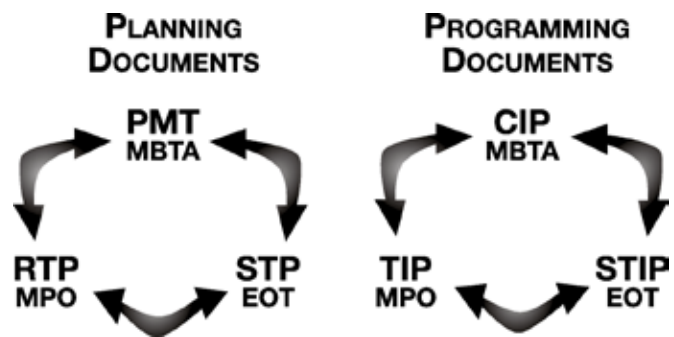 PLANNING
DOCUMENTS
PMT
MBTA
RTP
MPO
STP
EOT
PROGRAMMING
DOCUMENTS
CIP
MBTA
TIP
MPO
STIP
EOT